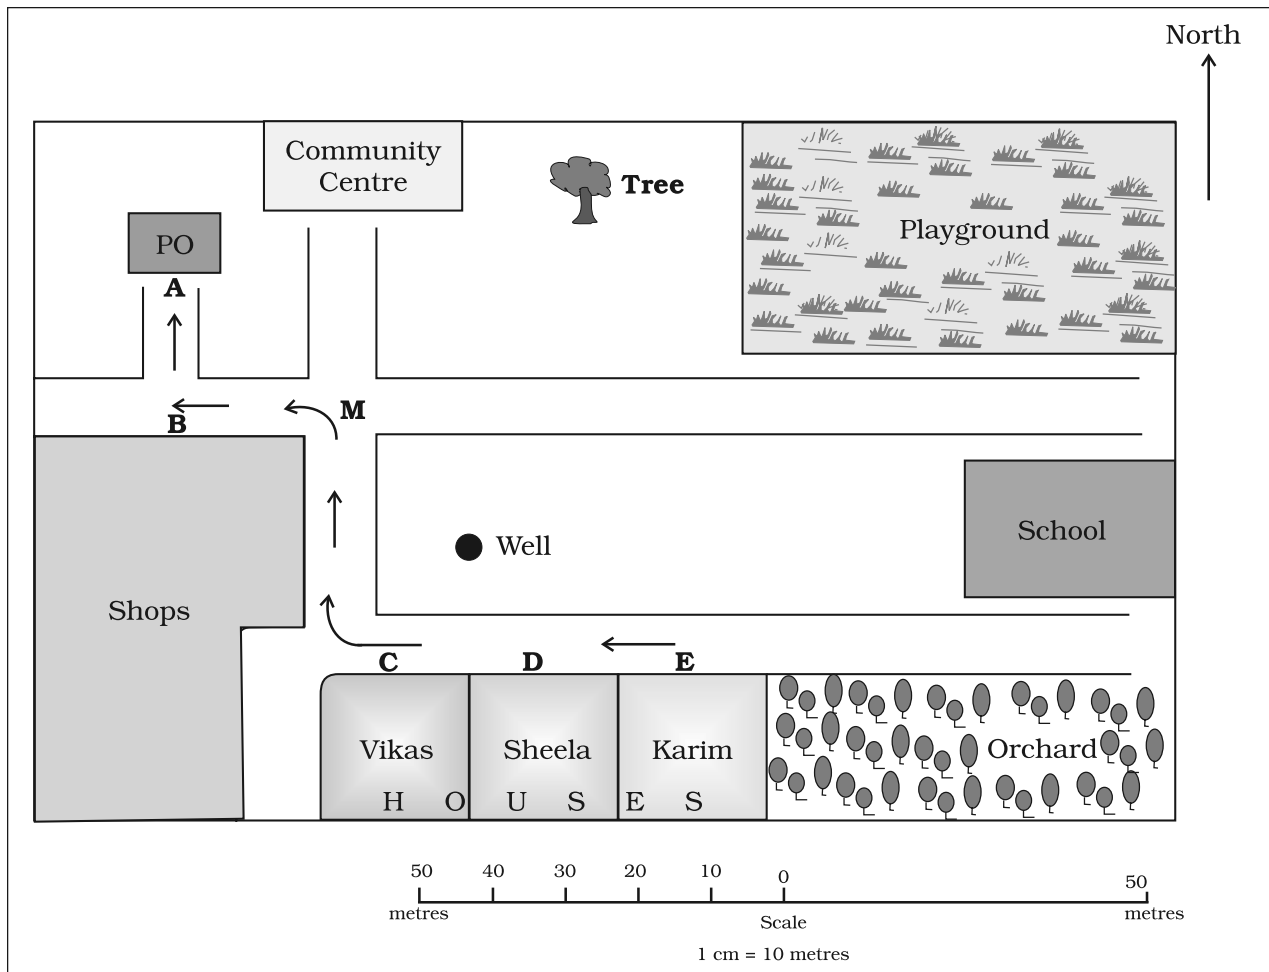 North
Community
Centre
Tree
PO
Playground
A
M
B
School
Well
Shops
C D E
Vikas Sheela Karim Orchard
H O U S E S
50 40 30 20 10 0 50
metres metres
Scale
1 cm = 10 metres